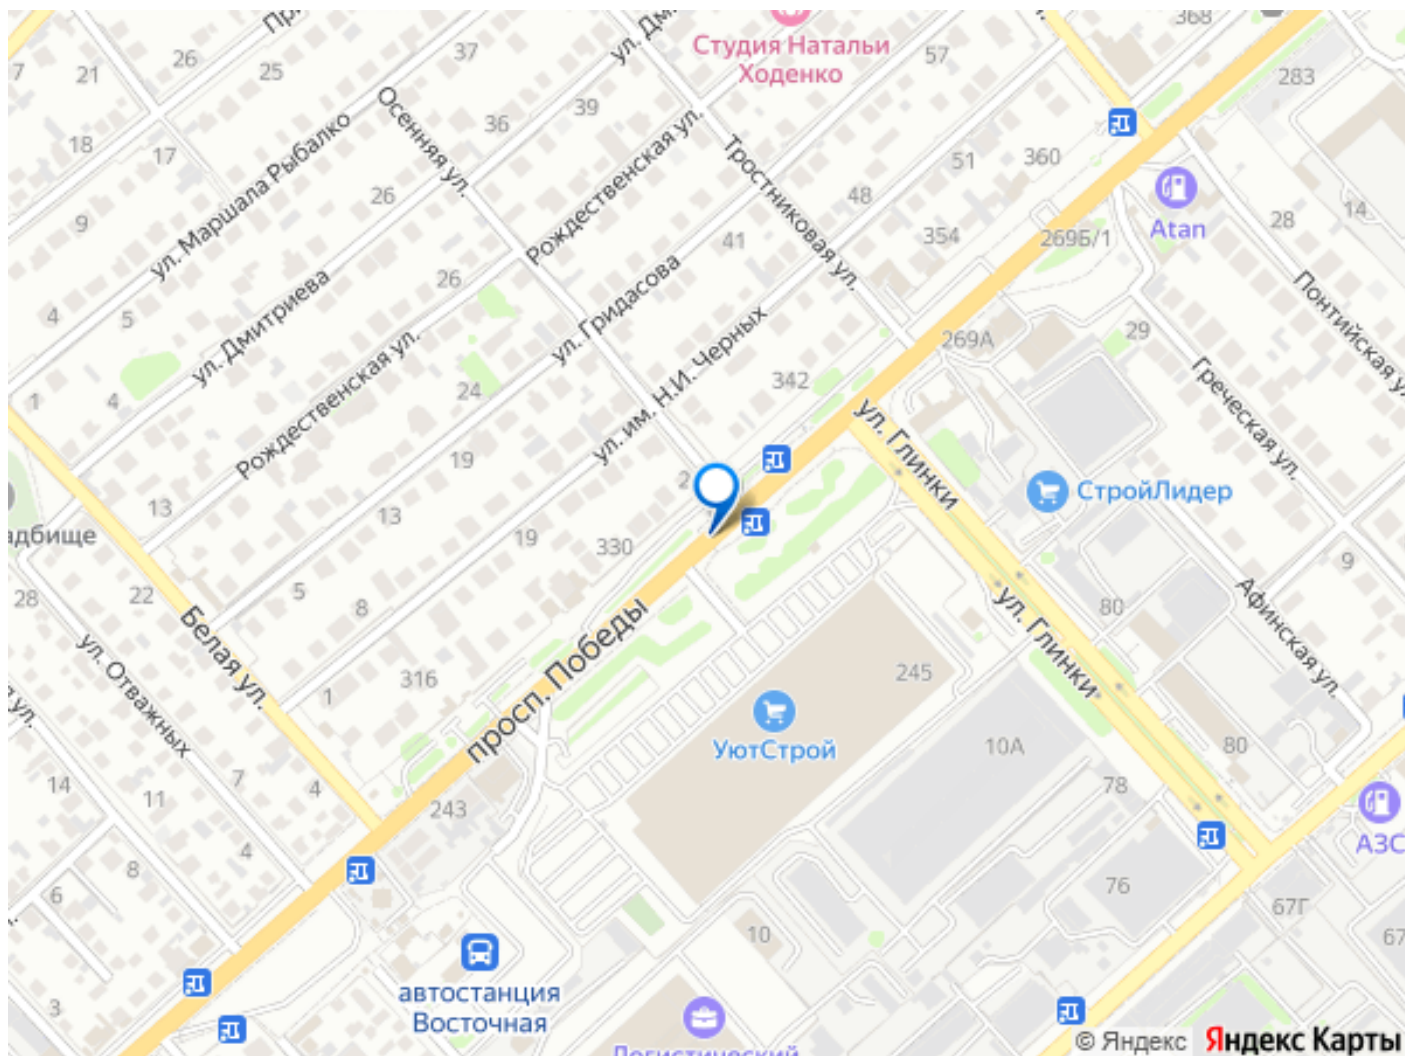 368
Студия Натальи
Ходенко
57
37
26
25
21
7
283
ул. Маршала Рыбалко
Осенняя ул.
39
36
Рождественская ул.
Тростниковая ул.
51
360
18
17
26
48
Atan
28
14
9
354
269Б/1
41
26
ул. Гридасова
ул. Дмитриева
Понтийская ул.
4
5
29
269А
Рождественская ул.
ул. им. Н.И. Черных
342
24
1
4
ул. Глинки
Греческая ул.
19
СтройЛидер
13
13
19
330
9
28
22
5
8
Белая ул.
ул. Отважных
просп. Победы
ул. Глинки
80
Афинская ул.
316
1
245
УютСтрой
10А
80
14
11
7
4
243
78
АЗС
4
8
6
76
67Г
10
67
автостанция
Восточная
3
Логистический
© Яндекс Яндекс Карты